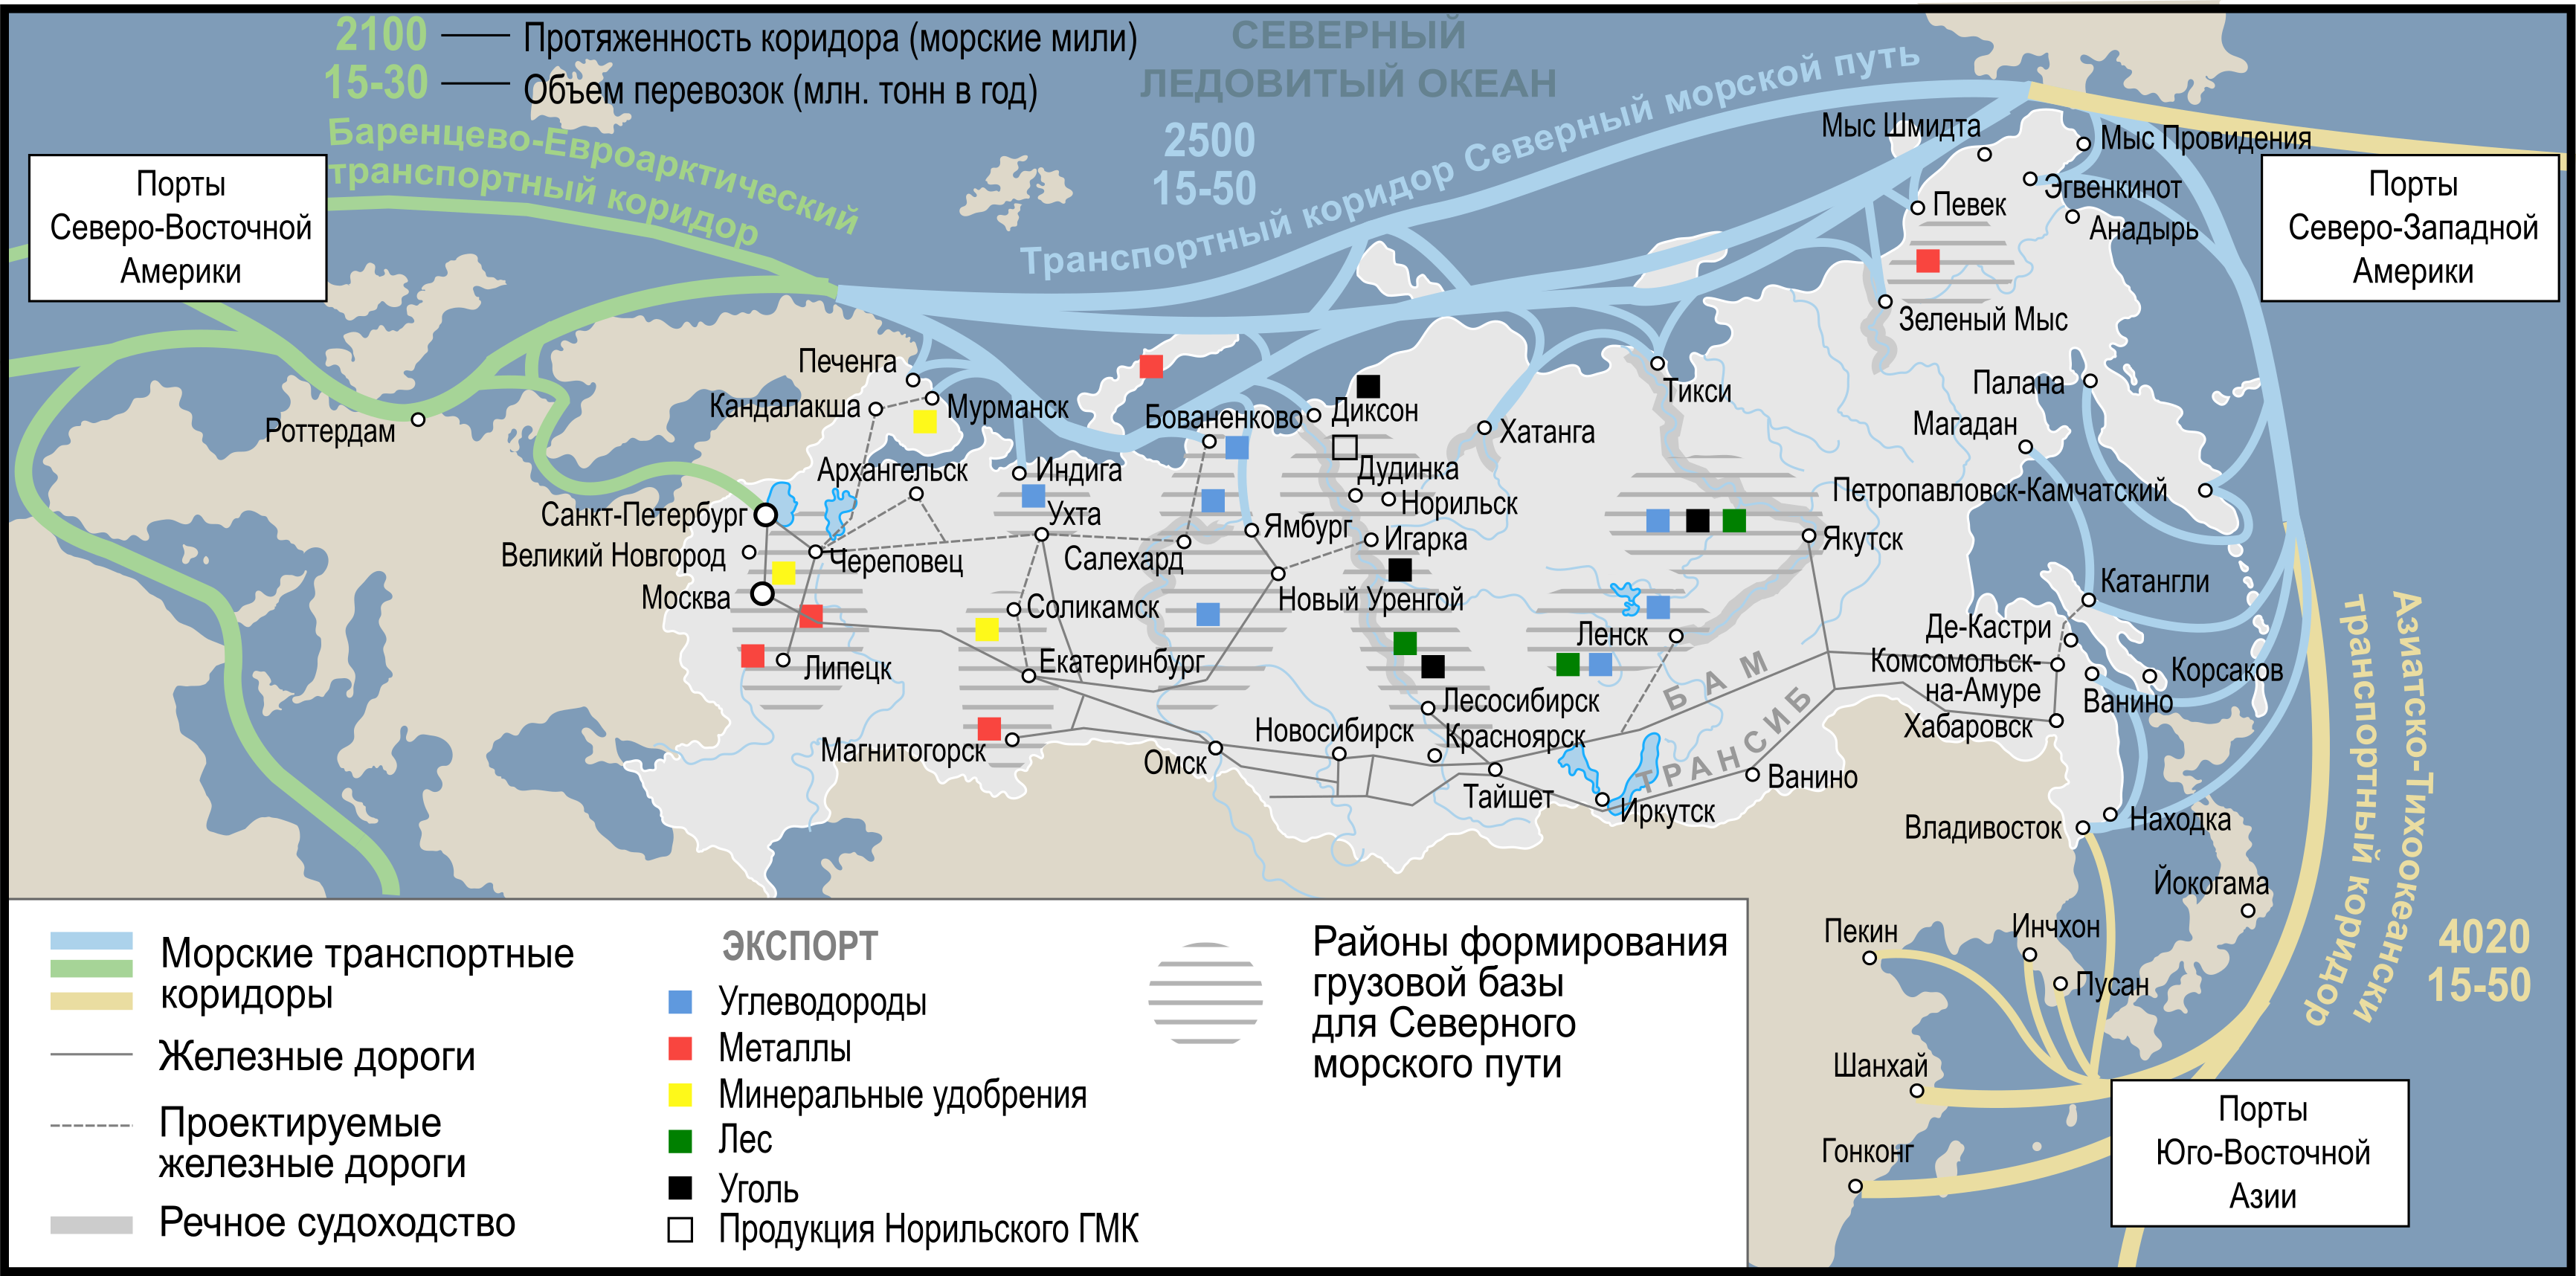 2100
Протяженность коридора (морские мили)
15-30
Объем перевозок (млн. тонн в год)
СЕВЕРНЫЙ
ЛЕДОВИТЫЙ ОКЕАН
Баренцево-Евроарктический
транспортный коридор
2500
15-50
Транспортный коридор Северный морской путь
Порты
Северо-Восточной
Америки
Порты
Северо-Западной
Америки
Мыс Шмидта
Мыс Провидения
Эгвенкинот
Певек
Анадырь
Зеленый Мыс
Печенга
Кандалакша
Мурманск
Роттердам
Бованенково
Диксон
Хатанга
Тикси
Палана
Магадан
Архангельск
Индига
Дудинка
Норильск
Петропавловск-Камчатский
Санкт-Петербург
Ухта
Ямбург
Игарка
Якутск
Великий Новгород
Череповец
Салехард
Москва
Соликамск
Новый Уренгой
Катангли
Ленск
Де-Кастри
Липецк
Екатеринбург
Комсомольск-
на-Амуре
Корсаков
Ванино
Лесосибирск
БАМ
Хабаровск
Магнитогорск
Новосибирск
Красноярск
ТРАНСИБ
Омск
Тайшет
Иркутск
Ванино
Владивосток
Находка
Йокогама
Пекин
Инчхон
Пусан
Шанхай
Гонконг
Азиатско-Тихоокеански
транспортный коридор
4020
15-50
Порты
Юго-Восточной
Азии
Морские транспортные
коридоры
Железные дороги
Проектируемые
железные дороги
Речное судоходство
ЭКСПОРТ
Углеводороды
Металлы
Минеральные удобрения
Лес
Уголь
Продукция Норильского ГМК
Районы формирования
грузовой базы
для Северного
морского пути